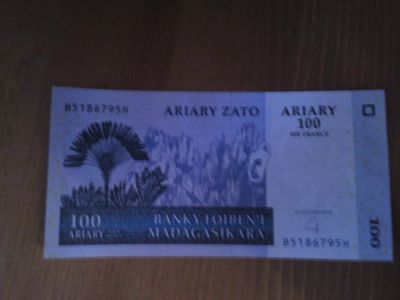 B5186795H
ARIARY ZATO
ARIARY
100
500 FRANCS
100
ARIARY
BANKY FOIBEN'I
MADAGASIKARA
B5186795H
100